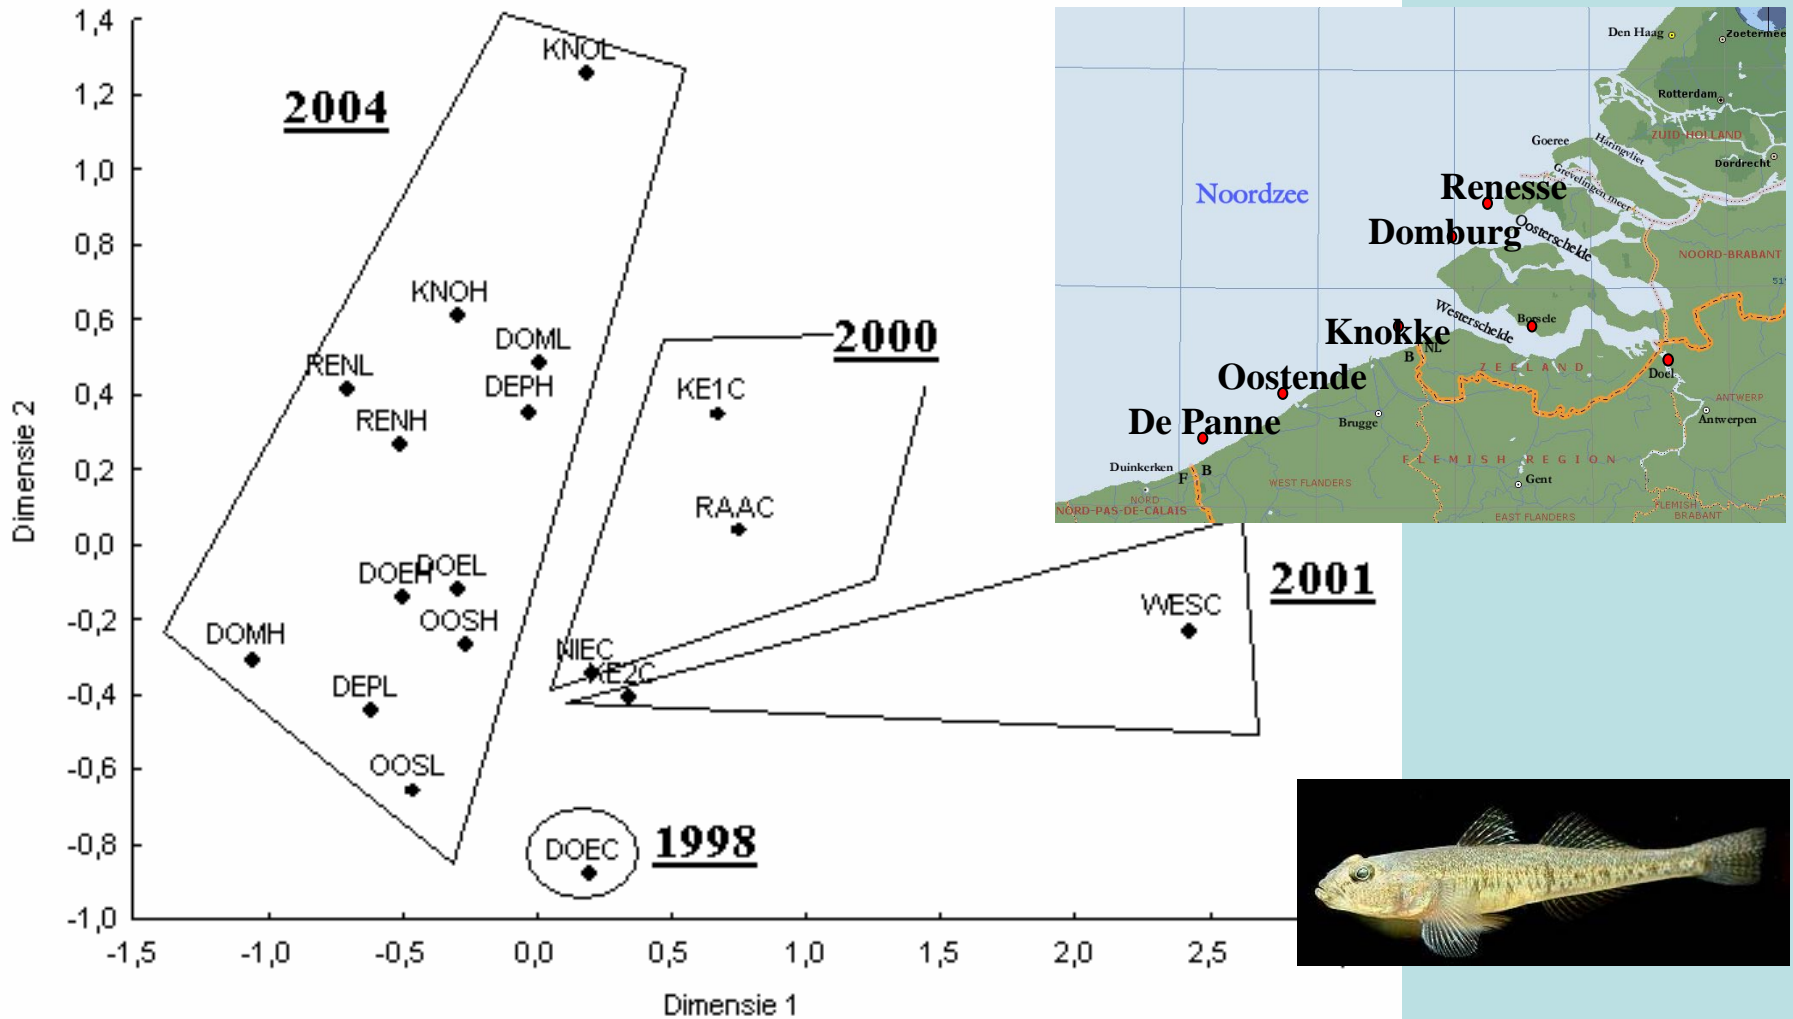 1,4
1,2
1,0
0,8
0,6
0,4
0,2
0,0
-0,2
-0,4
-0,6
-0,8
-1,0
Dimensie 2
-1,5
-1,0
-0,5
0,0
0,5
1,0
1,5
2,0
2,5
Dimensie 1
2004
KNOL
KNOH
DOML
RENL
DEPH
RENH
DOEH
DOEL
OOSH
DOMH
DEPL
OOSL
2000
KE1C
RAAC
NIEC
KE2C
2001
WESC
DOEC
1998
Den Haag
Zoeterme
Rotterdam
ZUID-HOLLAND
Goeree
Haringvliet
Dordrecht
Grevelingen meer
Renesse
Noordzee
Domburg
Oosterschelde
NOORD-BRABANT
51°
Westerschelde
Borsele
Knokke
B
NL
ZEELAND
Doel
Oostende
ANTWERP
Antwerpen
De Panne
Brugge
Duinkerken
F
B
FLEMISH REGION
Gent
WEST FLANDERS
NORD
NORD-PAS-DE-CALAIS
EAST FLANDERS
FLEMISH
BRABANT